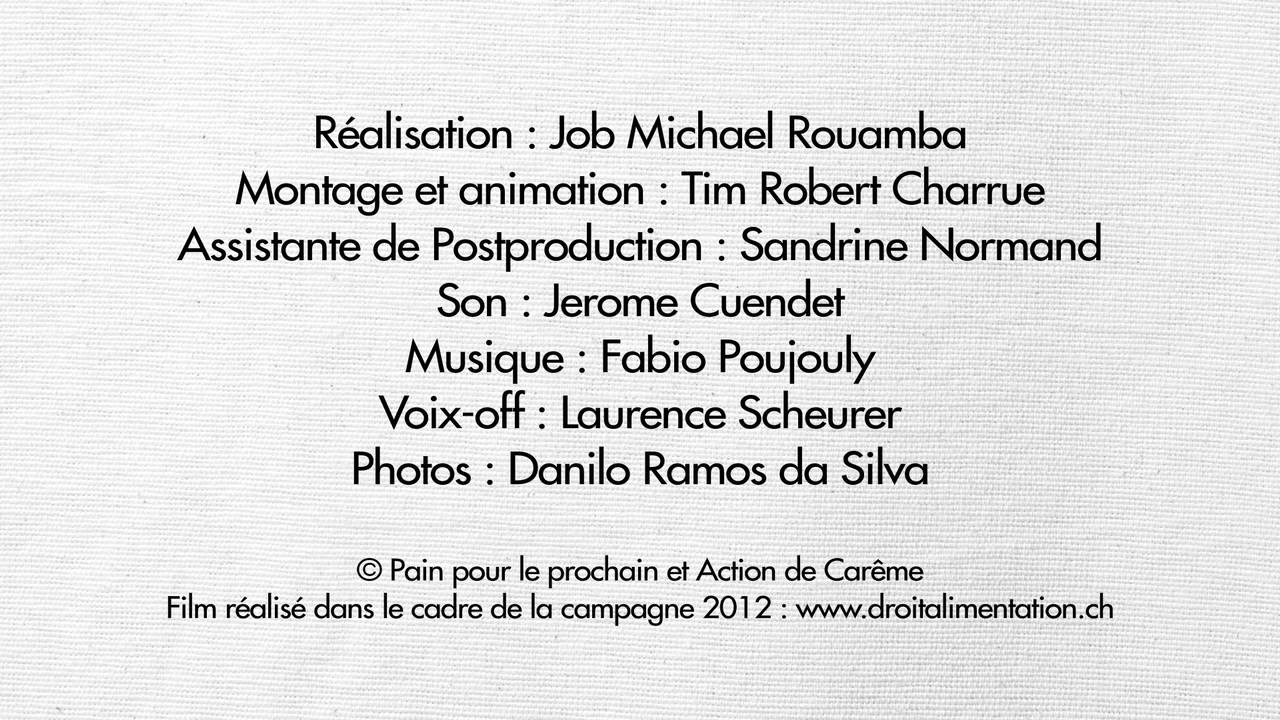 Réalisation : Job Michael Rouamba
Montage et animation : Tim Robert Charrue
Assistante de Postproduction : Sandrine Normand
Son : Jerome Cuendet
Musique : Fabio Poujouly
Voix-off : Laurence Scheurer
Photos : Danilo Ramos da Silva
© Pain pour le prochain et Action de Carême
Film réalisé dans le cadre de la campagne 2012 : www.droitalimentation.ch